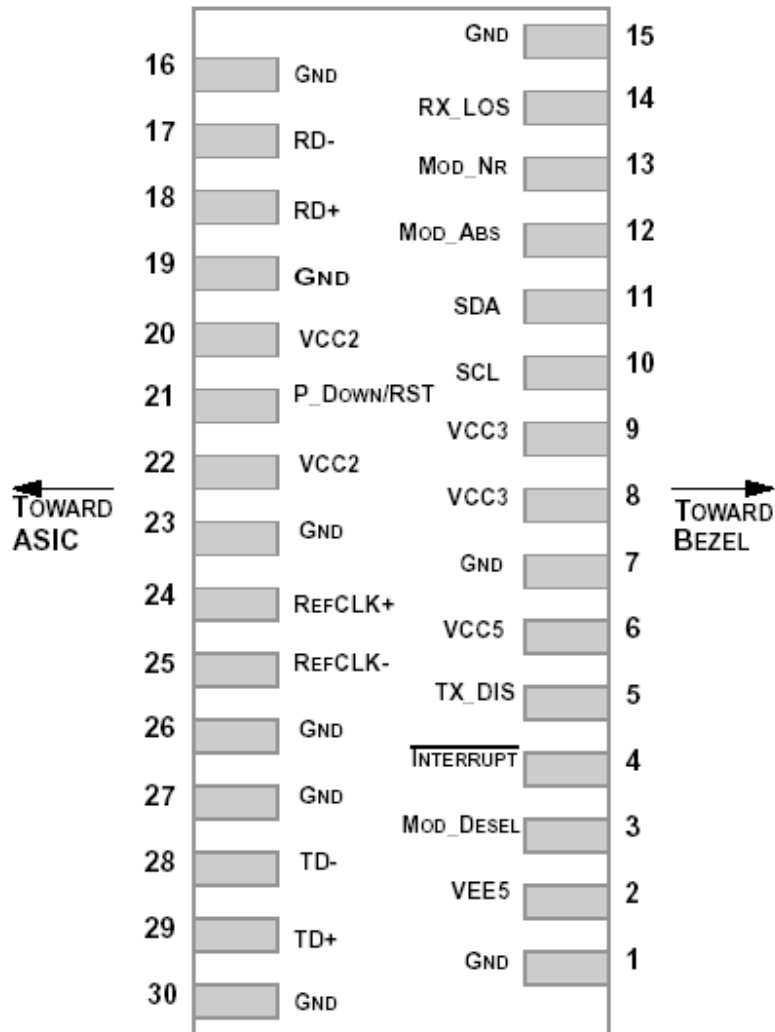 GND 15
16 GND
RX_LOS 14
17 RD-
MOD_NR 13
18 RD+
MOD_ABS 12
19 GND
SDA 11
20 VCC2
SCL 10
21 P_DOWN/RST
VCC3 9
22 VCC2
VCC3 8
TOWARD
ASIC
TOWARD
BEZEL
23 GND
GND 7
24 REFCLK+
VCC5 6
25 REFCLK-
TX_DIS 5
26 GND
INTERRUPT 4
27 GND
MOD_DESEL 3
28 TD-
VEE5 2
29 TD+
GND 1
30 GND